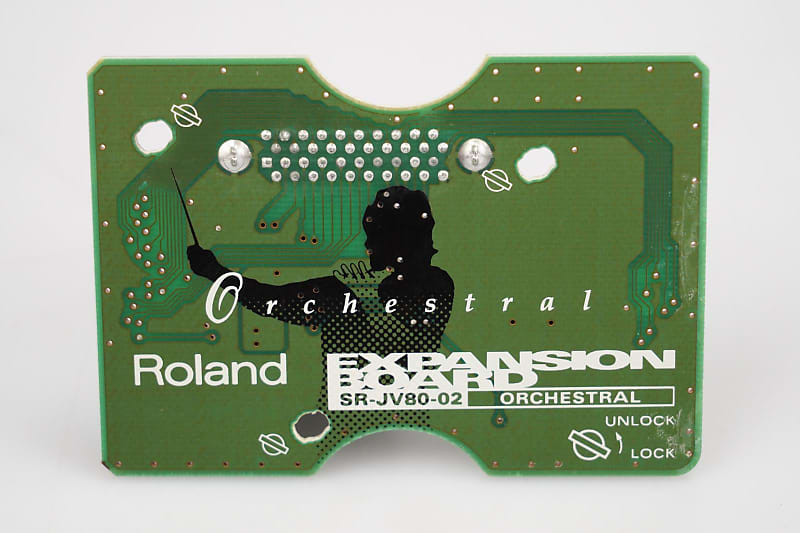 Orchestral
Roland
EXPANSION
BOARD
SR-JV80-02 ORCHESTRAL
UNLOCK
LOCK